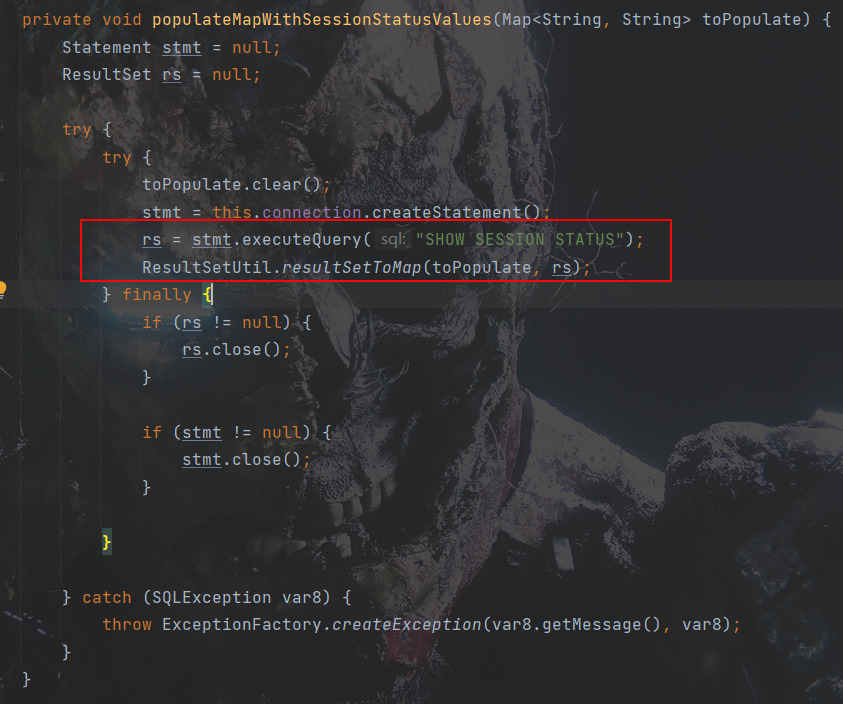 private void populateMapWithSessionStatusValues(Map<String, String> toPopulate) {
Statement stmt = null;
ResultSet rs = null;
try {
try {
toPopulate.clear();
stmt = this.connection.createStatement();
rs = stmt.executeQuery( sql: "SHOW SESSION STATUS");
ResultSetUtil.resultSetToMap(toPopulate, rs);
} finally {
if (rs != null) {
rs.close();
}
if (stmt != null) {
stmt.close();
}
}
} catch (SQLException var8) {
throw ExceptionFactory.createException(var8.getMessage(), var8);
}
}